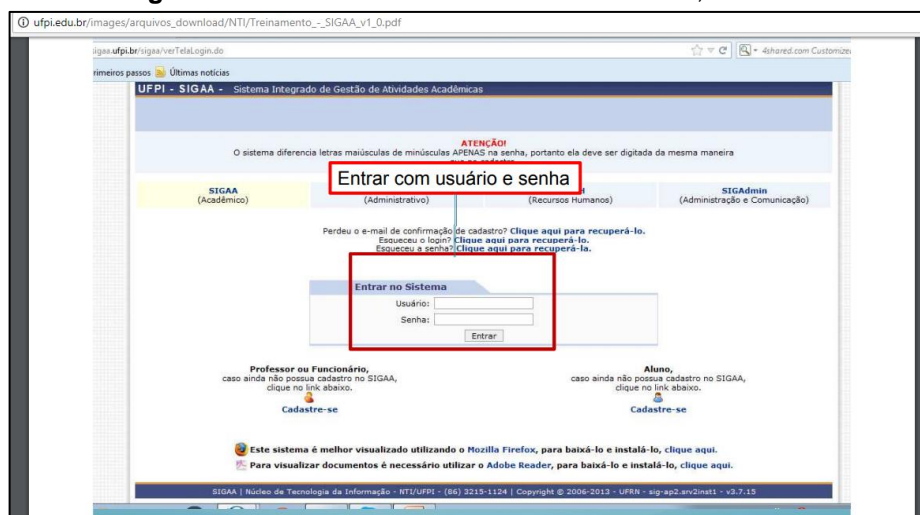 ufpi.edu.br/images/arquivos_download/NTI/Treinamento_-_SIGAA_v1_0.pdf
sigaa.ufpi.br/sigaa/verTelaLogin.do
4shared.com Customize
rimeiros passos Últimas notícias
UFPI - SIGAA - Sistema Integrado de Gestão de Atividades Acadêmicas
ATENÇÃO!
O sistema diferencia letras maiúsculas de minúsculas APENAS na senha, portanto ela deve ser digitada da mesma maneira
Entrar com usuário e senha
SIGAA
(Acadêmico)
(Administrativo)
(Recursos Humanos)
SIGAdmin
(Administração e Comunicação)
Perdeu o e-mail de confirmação de cadastro? Clique aqui para recuperá-lo.
Esqueceu o login? Clique aqui para recuperá-lo.
Esqueceu a senha? Clique aqui para recuperá-la.
Entrar no Sistema
Usuário:
Senha:
Entrar
Professor ou Funcionário,
caso ainda não possua cadastro no SIGAA,
clique no link abaixo.
Cadastre-se
Aluno,
caso ainda não possua cadastro no SIGAA,
clique no link abaixo.
Cadastre-se
Este sistema é melhor visualizado utilizando o Mozilla Firefox, para baixá-lo e instalá-lo, clique aqui.
Para visualizar documentos é necessário utilizar o Adobe Reader, para baixá-lo e instalá-lo, clique aqui.
SIGAA | Núcleo de Tecnologia da Informação - NTI/UFPI - (86) 3215-1124 | Copyright © 2006-2013 - UFRN - sig-ap2.srv2inst1 - v3.7.15